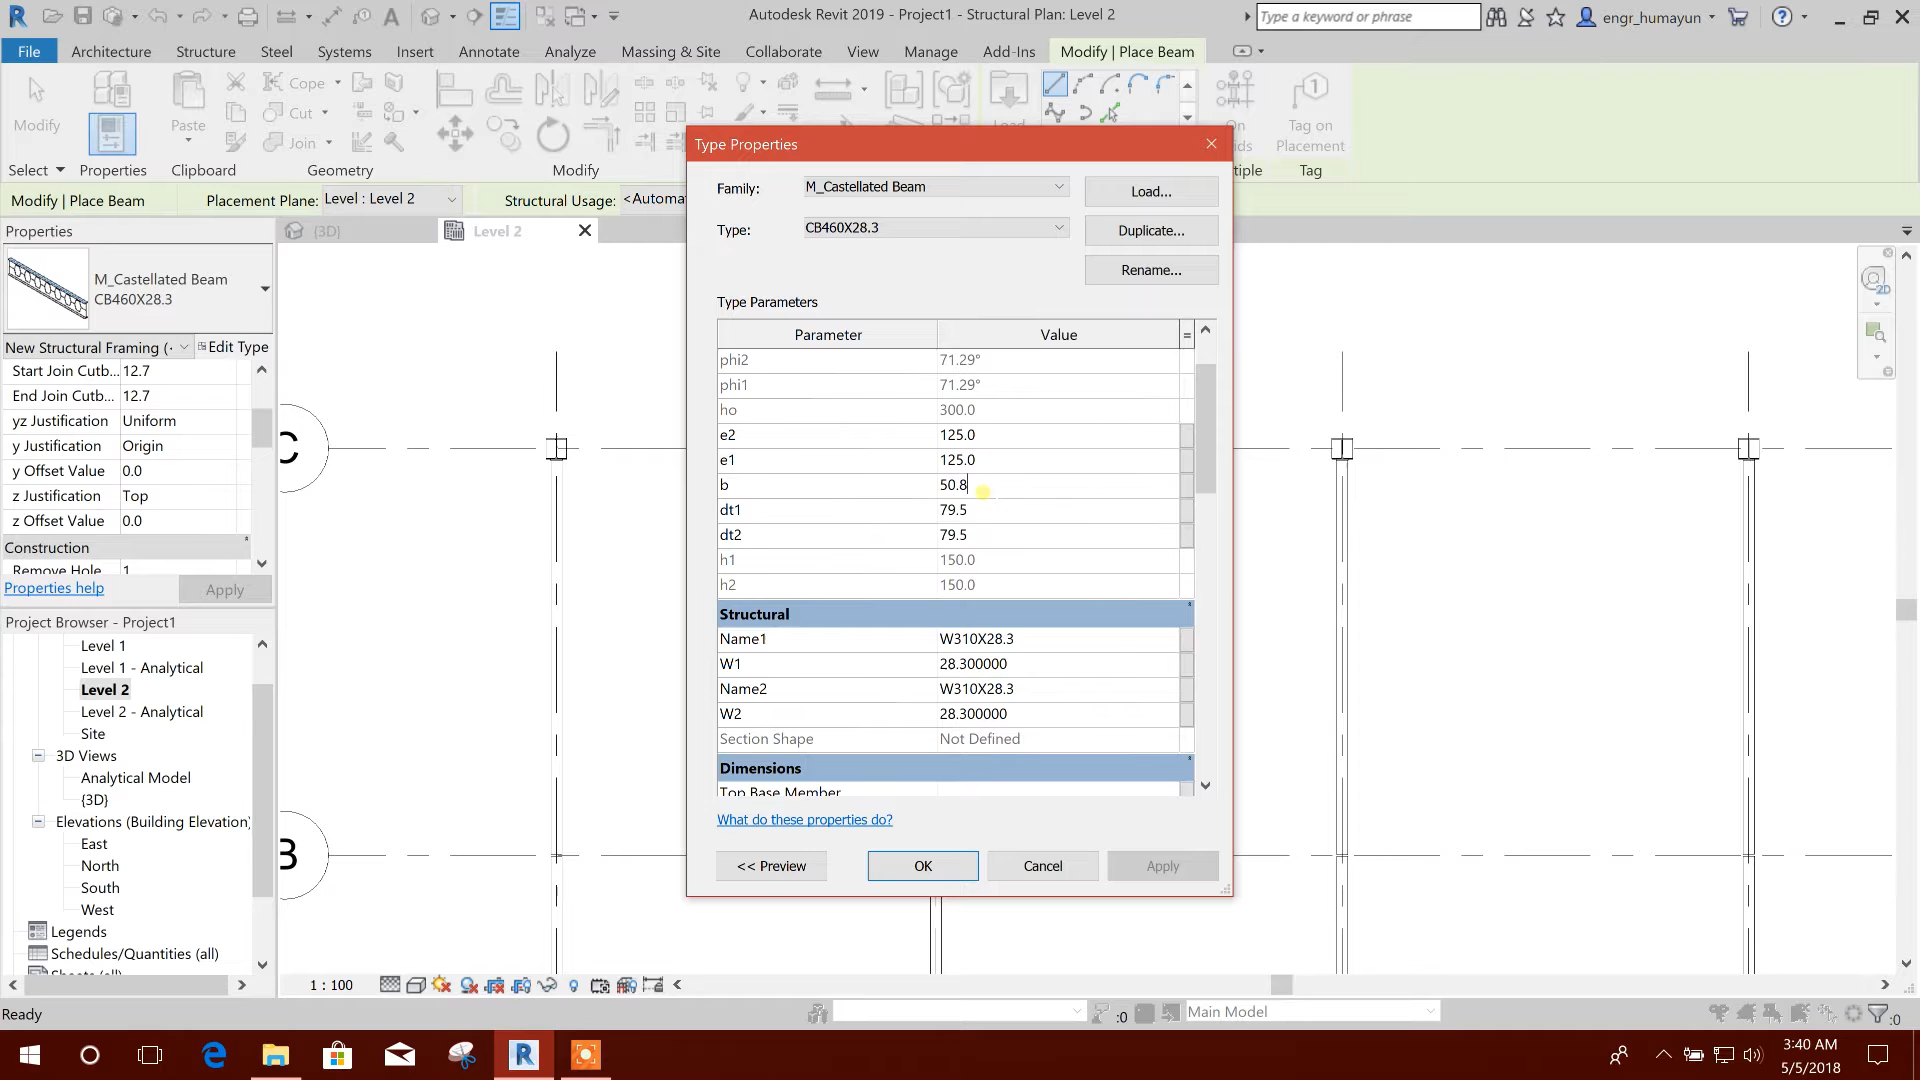 Autodesk Revit 2019 - Project1 - Structural Plan: Level 2
Type a keyword or phrase
engr_humayun
File Architecture Structure Steel Systems Insert Annotate Analyze Massing & Site Collaborate View Manage Add-Ins Modify | Place Beam
Modify
Paste
Cope
Cut
Join
Tag on
Placement
Select Properties Clipboard Geometry Modify Tag
Modify | Place Beam Placement Plane: Level : Level 2 Structural Usage: <Automa
Properties
{3D}
Level 2
M_Castellated Beam
CB460X28.3
New Structural Framing (· Edit Type
Start Join Cutb... 12.7
End Join Cutb... 12.7
yz Justification Uniform
y Justification Origin
y Offset Value 0.0
z Justification Top
z Offset Value 0.0
Construction
Remove Hole 1
Properties help Apply
Project Browser - Project1
Level 1
Level 1 - Analytical
Level 2
Level 2 - Analytical
Site
3D Views
Analytical Model
{3D}
Elevations (Building Elevation)
East
North
South
West
Legends
Schedules/Quantities (all)
Sheets (all)
C
B
Type Properties
Family: M_Castellated Beam Load...
Type: CB460X28.3 Duplicate...
Rename...
Type Parameters
Parameter Value =
phi2 71.29°
phi1 71.29°
ho 300.0
e2 125.0
e1 125.0
b 50.8
dt1 79.5
dt2 79.5
h1 150.0
h2 150.0
Structural
Name1 W310X28.3
W1 28.300000
Name2 W310X28.3
W2 28.300000
Section Shape Not Defined
Dimensions
Top Base Member
What do these properties do?
<< Preview OK Cancel Apply
1 : 100
Ready
:0
Main Model
:0
3:40 AM
5/5/2018